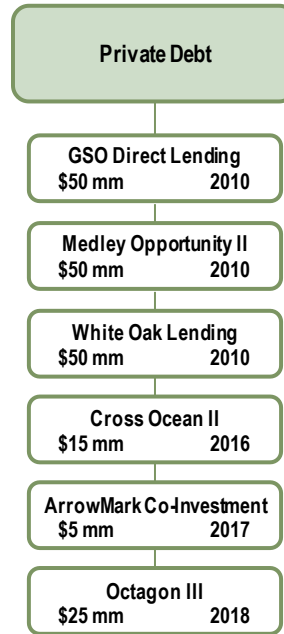 Private Debt
GSO Direct Lending
$50 mm 2010
Medley Opportunity II
$50 mm 2010
White Oak Lending
$50 mm 2010
Cross Ocean II
$15 mm 2016
ArrowMark Co-Investment
$5 mm 2017
Octagon III
$25 mm 2018